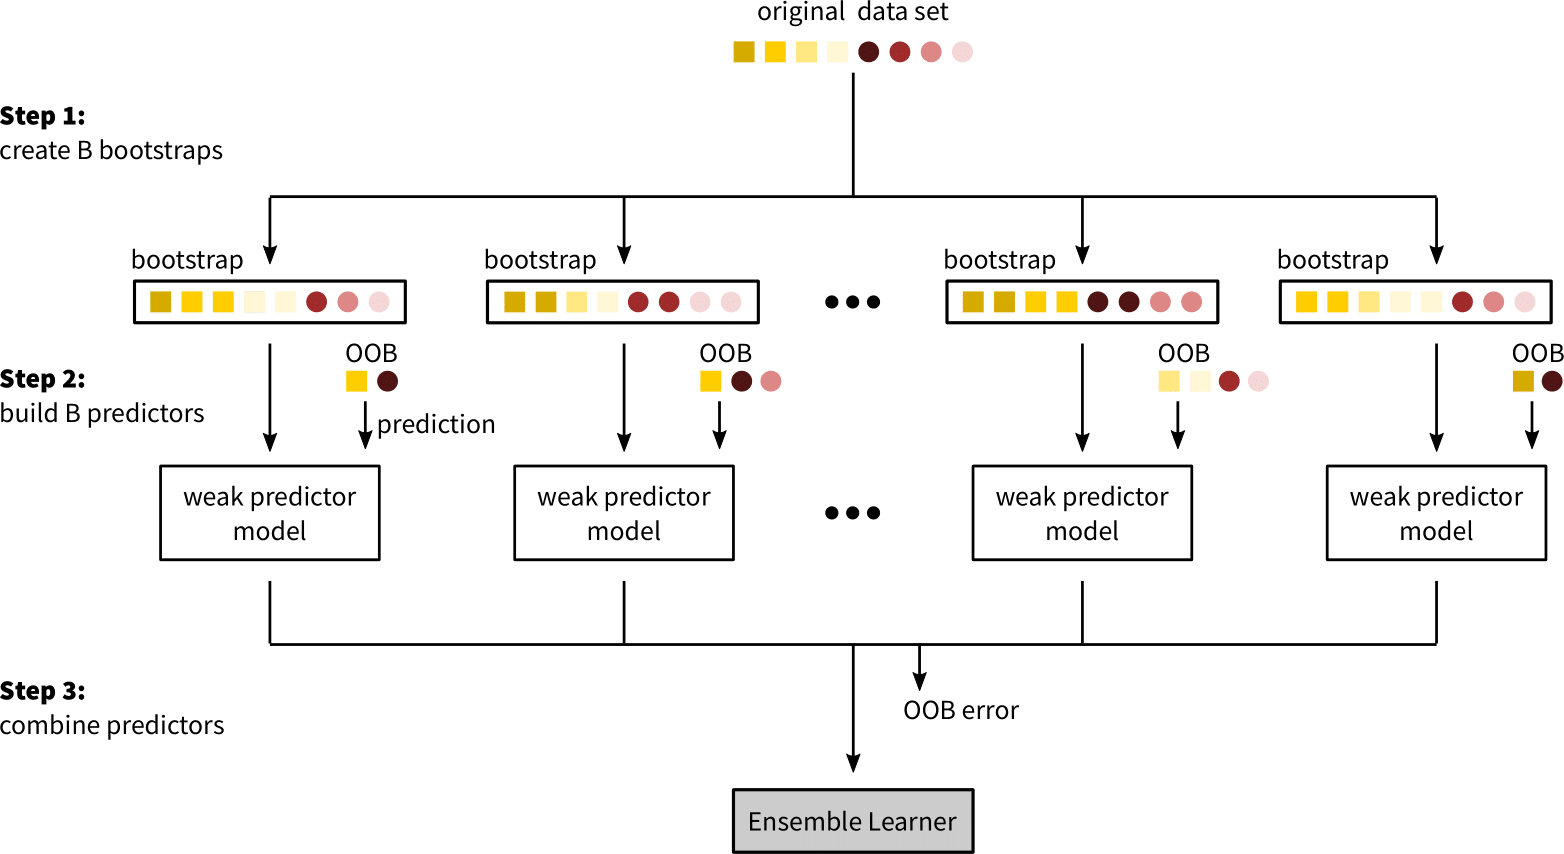 original data set
Step 1:
create B bootstraps
bootstrap
bootstrap
bootstrap
bootstrap
OOB
OOB
OOB
OOB
Step 2:
build B predictors
prediction
weak predictor
model
weak predictor
model
weak predictor
model
weak predictor
model
Step 3:
combine predictors
OOB error
Ensemble Learner